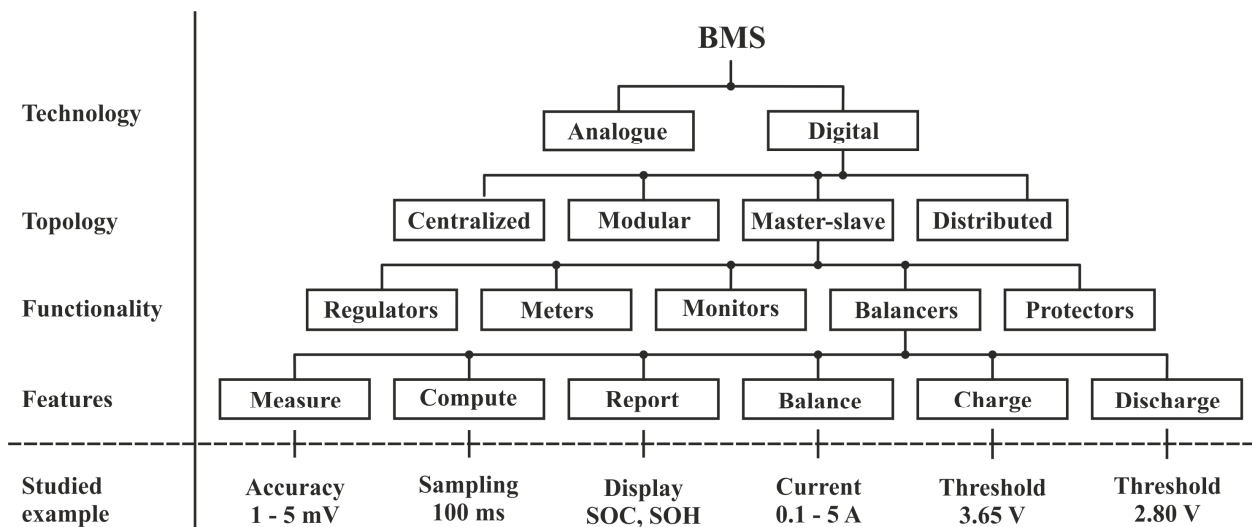 BMS
Technology
Analogue
Digital
Topology
Centralized
Modular
Master-slave
Distributed
Functionality
Regulators
Meters
Monitors
Balancers
Protectors
Features
Measure
Compute
Report
Balance
Charge
Discharge
Studied
example
Accuracy
1 - 5 mV
Sampling
100 ms
Display
SOC, SOH
Current
0.1 - 5 A
Threshold
3.65 V
Threshold
2.80 V